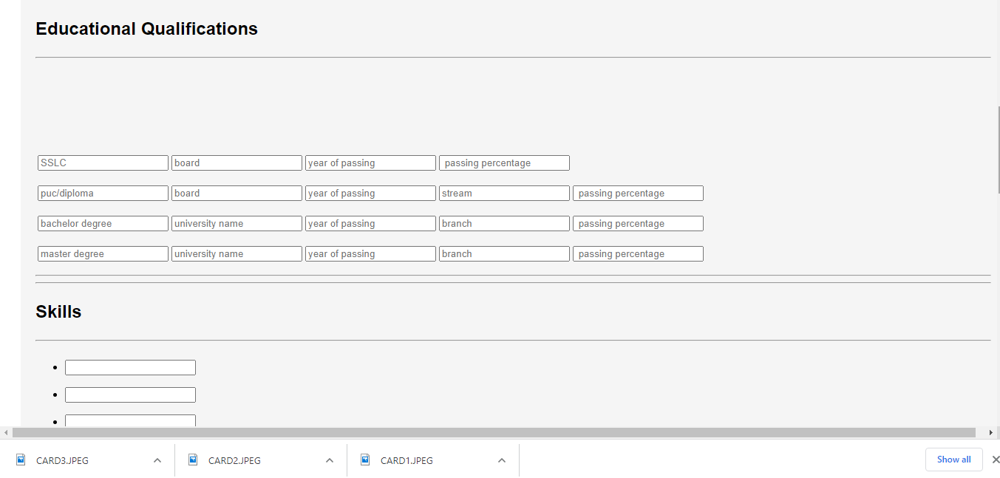 Educational Qualifications
SSLC board year of passing passing percentage
puc/diploma board year of passing stream passing percentage
bachelor degree university name year of passing branch passing percentage
master degree university name year of passing branch passing percentage
Skills
CARD3.JPEG CARD2.JPEG CARD1.JPEG Show all